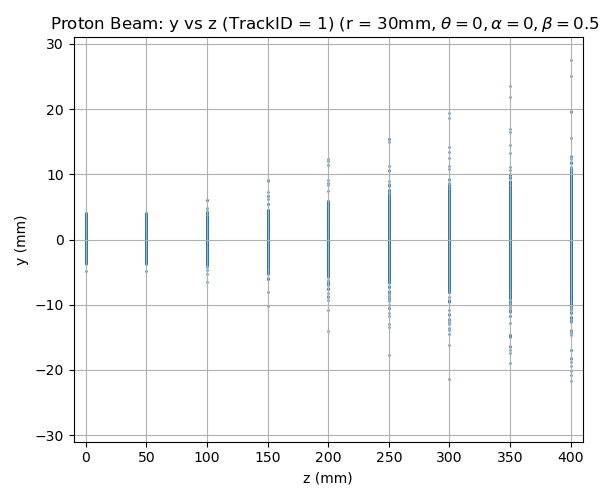 Proton Beam: y vs z (TrackID = 1) (r = 30mm, θ = 0, α = 0, β = 0.5
30
20
10
0
−10
−20
−30
y (mm)
0 50 100 150 200 250 300 350 400
z (mm)